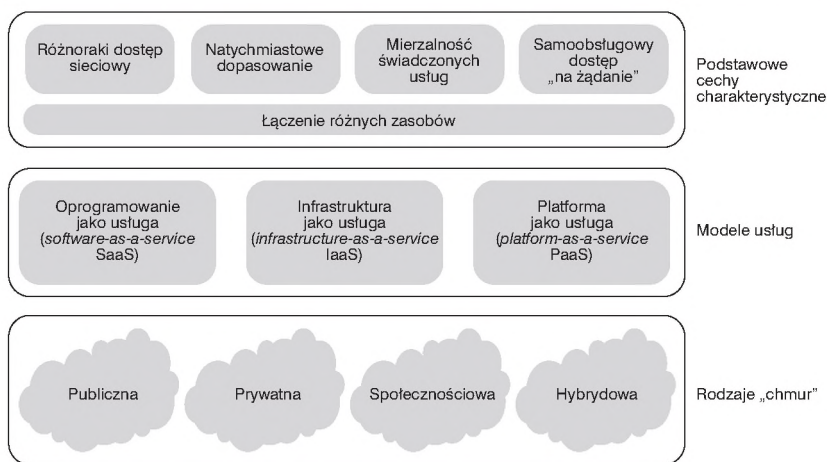 Różnoraki dostęp
sieciowy
Natychmiastowe
dopasowanie
Mierzalność
świadczonych
usług
Samoobsługowy
dostęp
„na żądanie”
Łączenie różnych zasobów
Podstawowe
cechy
charakterystyczne
Oprogramowanie
jako usługa
(software-as-a-service
SaaS)
Infrastruktura
jako usługa
(infrastructure-as-a-service
IaaS)
Platforma
jako usługa
(platform-as-a-service
PaaS)
Modele usług
Publiczna
Prywatna
Społecznościowa
Hybrydowa
Rodzaje „chmur”